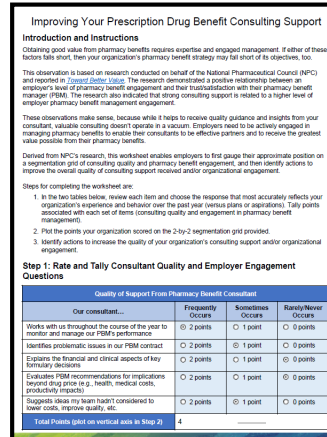 Improving Your Prescription Drug Benefit Consulting Support
Introduction and Instructions
Obtaining good value from pharmacy benefits requires expertise and engaged management. If either of these
factors falls short, then your organization's pharmacy benefit strategy may fall short of its objectives, too.
This observation is based on research conducted on behalf of the National Pharmaceutical Council (NPC)
and reported in Toward Better Value. The research demonstrated a positive relationship between an
employer's level of pharmacy benefit engagement and their trust/satisfaction with their pharmacy benefit
manager (PBM). The research also indicated that strong consulting support is related to a higher level of
employer pharmacy benefit management engagement.
These observations make sense, because while it helps to receive quality guidance and insights from your
consultant, valuable consulting doesn't operate in a vacuum. Employers need to be actively engaged in
managing pharmacy benefits to enable their consultants to be effective partners and to receive the greatest
value possible from their pharmacy benefits.
Derived from NPC's research, this worksheet enables employers to first gauge their approximate position on
a segmentation grid of consulting quality and pharmacy benefit engagement, and then identify actions to
improve the overall quality of consulting support received and/or organizational engagement.
Steps for completing the worksheet are:
1. In the two tables below, review each item and choose the response that most accurately reflects your
organization's experience and behavior over the past year (versus plans or aspirations). Tally points
associated with each set of items (consulting quality and engagement in pharmacy benefit
management).
2. Plot the points your organization scored on the 2-by-2 segmentation grid provided.
3. Identify actions to increase the quality of your organization's consulting support and/or organizational
engagement.
Step 1: Rate and Tally Consultant Quality and Employer Engagement
Questions
Quality of Support From Pharmacy Benefit Consultant
Our consultant... Frequently Occurs Sometimes Occurs Rarely/Never Occurs
Works with us throughout the course of the year to
monitor and manage our PBM's performance 2 points 1 point 0 points
Identifies problematic issues in our PBM contract 2 points 1 point 0 points
Explains the financial and clinical aspects of key
formulary decisions 2 points 1 point 0 points
Evaluates PBM recommendations for implications
beyond drug price (e.g., health, medical costs,
productivity impacts) 2 points 1 point 0 points
Suggests ideas my team hadn't considered to
lower costs, improve quality, etc. 2 points 1 point 0 points
Total Points (plot on vertical axis in Step 2) 4